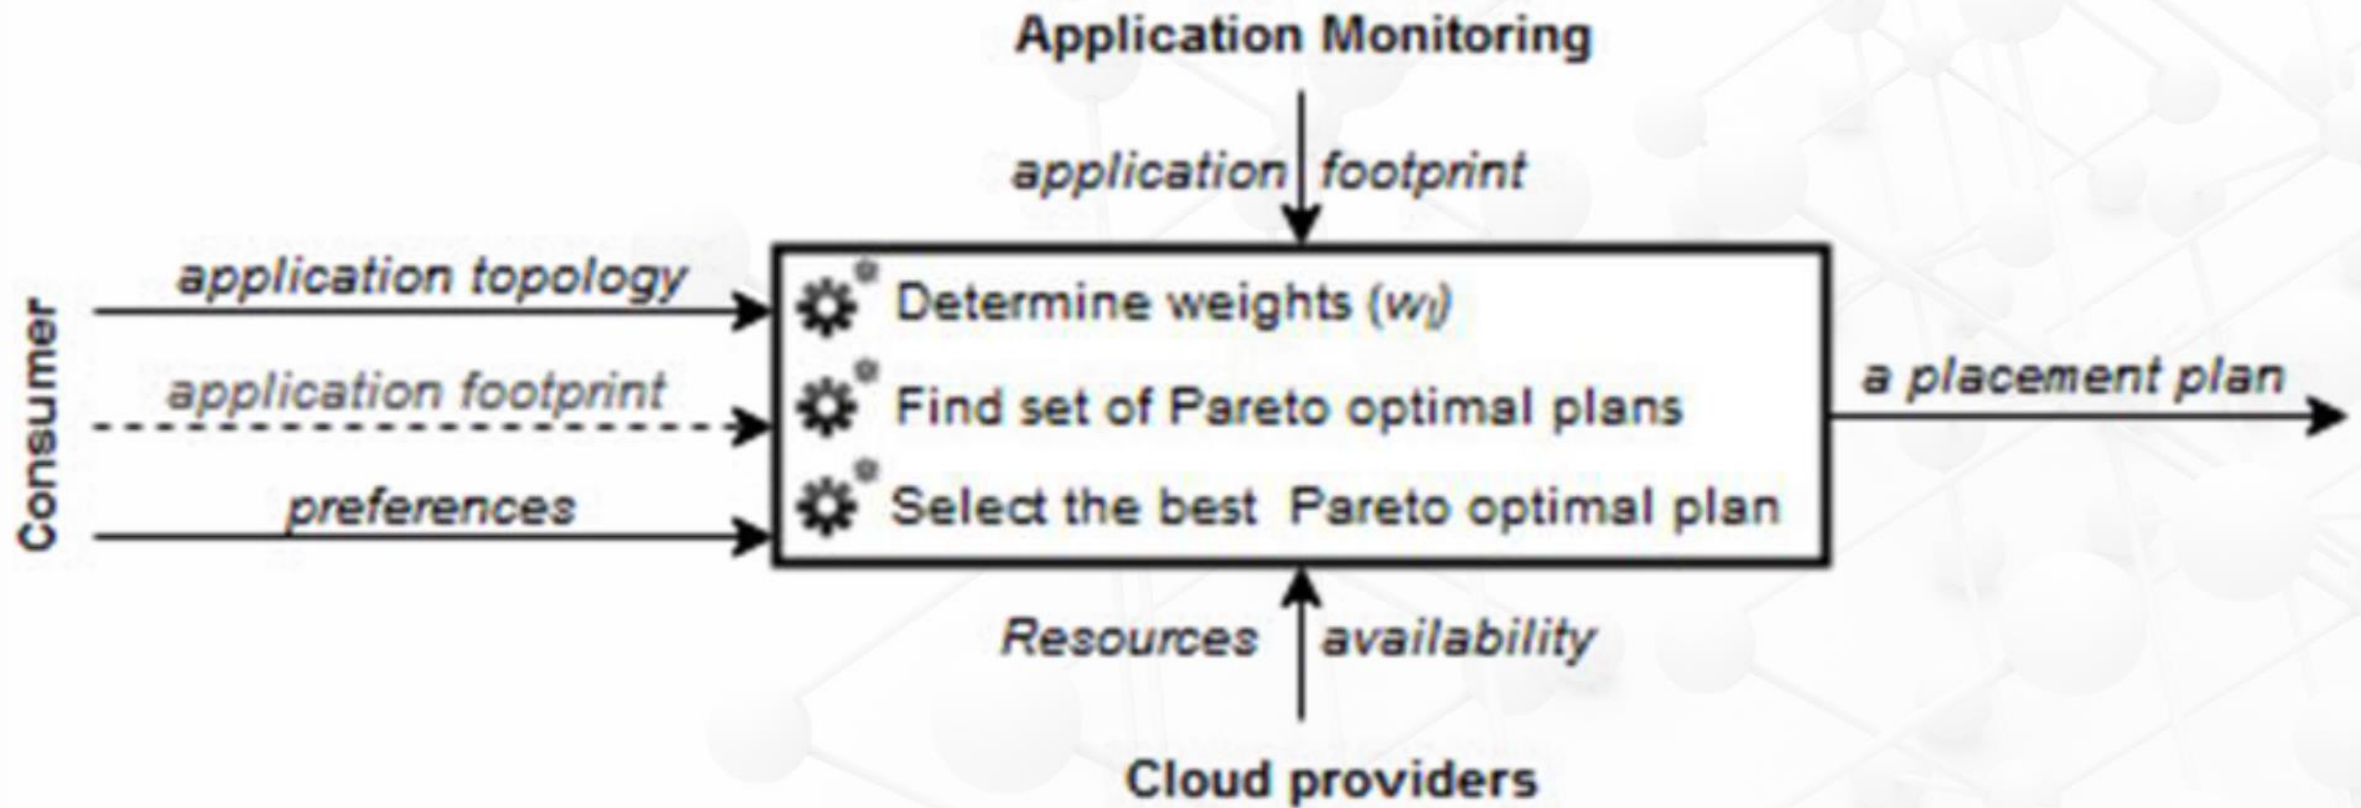 Application Monitoring
application footprint
Consumer
application topology
application footprint
preferences
Determine weights (wᵢ)
Find set of Pareto optimal plans
Select the best Pareto optimal plan
a placement plan
Resources availability
Cloud providers